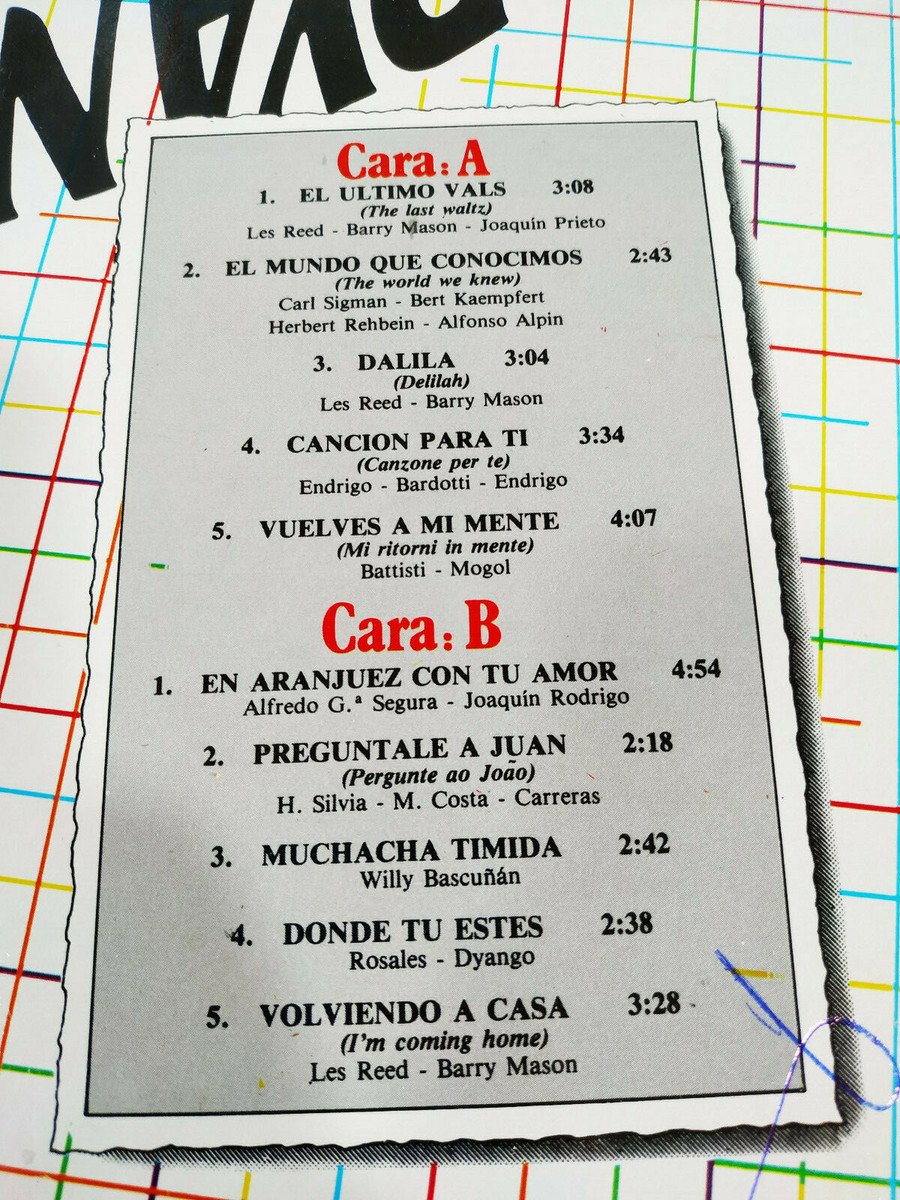 DYAN
Cara: A
1. EL ULTIMO VALS 3:08
(The last waltz)
Les Reed - Barry Mason - Joaquín Prieto
2. EL MUNDO QUE CONOCIMOS 2:43
(The world we knew)
Carl Sigman - Bert Kaempfert
Herbert Rehbein - Alfonso Alpin
3. DALILA 3:04
(Delilah)
Les Reed - Barry Mason
4. CANCION PARA TI 3:34
(Canzone per te)
Endrigo - Bardotti - Endrigo
5. VUELVES A MI MENTE 4:07
(Mi ritorni in mente)
Battisti - Mogol
Cara: B
1. EN ARANJUEZ CON TU AMOR 4:54
Alfredo G.ª Segura - Joaquín Rodrigo
2. PREGUNTALE A JUAN 2:18
(Pergunte ao João)
H. Silvia - M. Costa - Carreras
3. MUCHACHA TIMIDA 2:42
Willy Bascuñán
4. DONDE TU ESTES 2:38
Rosales - Dyango
5. VOLVIENDO A CASA 3:28
(I'm coming home)
Les Reed - Barry Mason